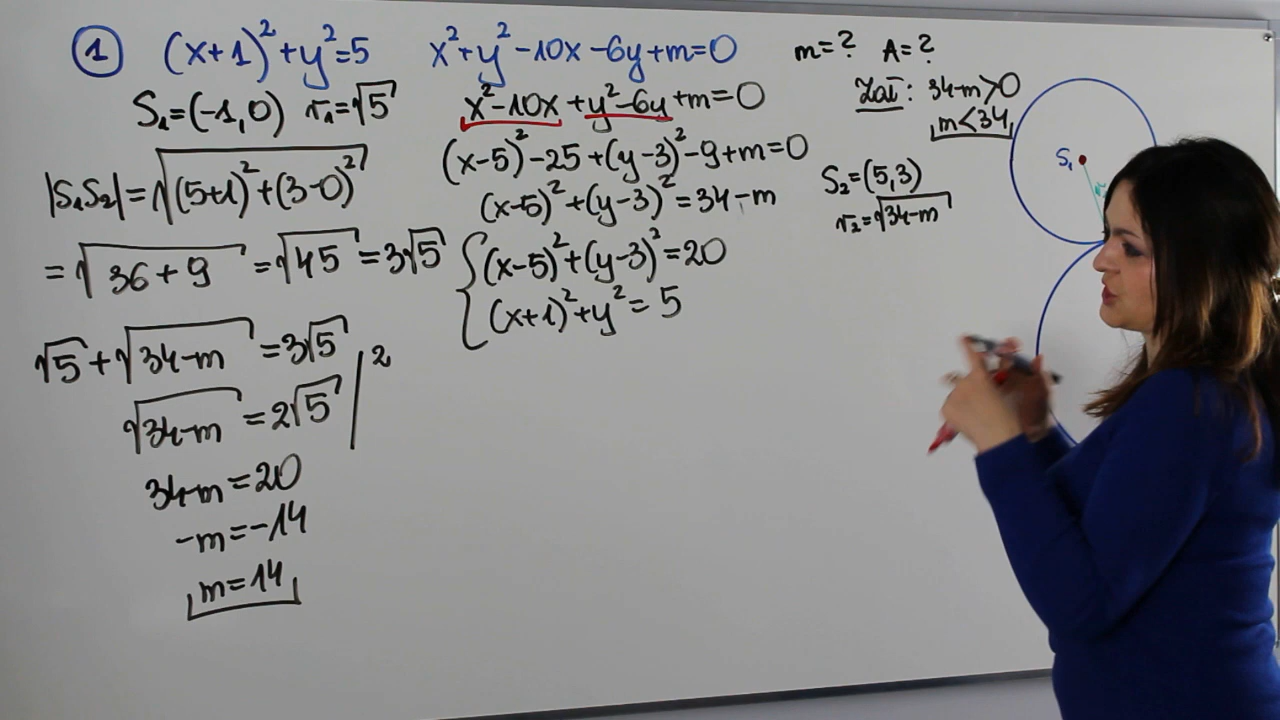 ① (x+1)²+y²=5   x²+y²-10x-6y+m=0   m=?   A=?
S₁=(-1,0)   r₁=√5
|S₁S₂|=√((5+1)²+(3-0)²)
=√(36+9)=√45=3√5
√5+√(34-m)=3√5 |²
√(34-m)=2√5
34-m=20
-m=-14
m=14
x²-10x+y²-6y+m=0
(x-5)²-25+(y-3)²-9+m=0
(x-5)²+(y-3)²=34-m
{(x-5)²+(y-3)²=20
(x+1)²+y²=5
Zał: 34-m>0
m<34
S₂=(5,3)
r₂=√(34-m)
S₁